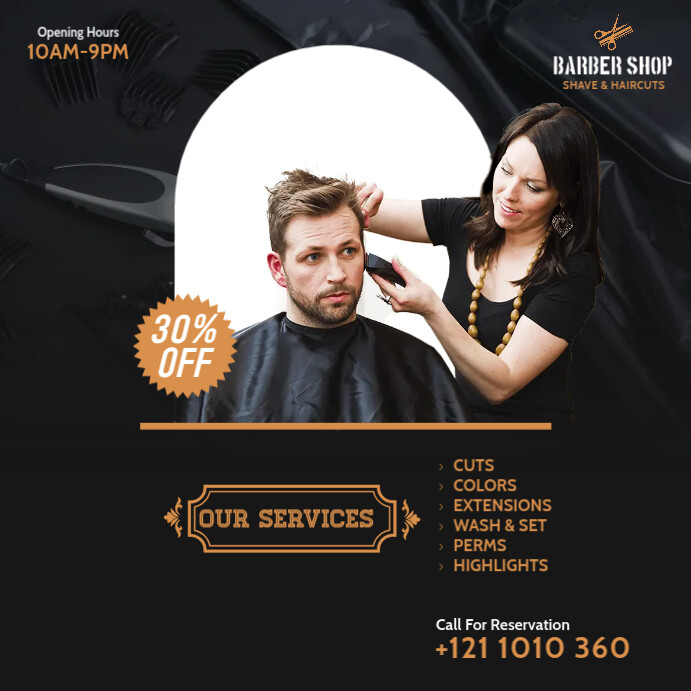 Opening Hours
10AM-9PM
BARBER SHOP
SHAVE & HAIRCUTS
30%
OFF
OUR SERVICES
› CUTS
› COLORS
› EXTENSIONS
› WASH & SET
› PERMS
› HIGHLIGHTS
Call For Reservation
+121 1010 360